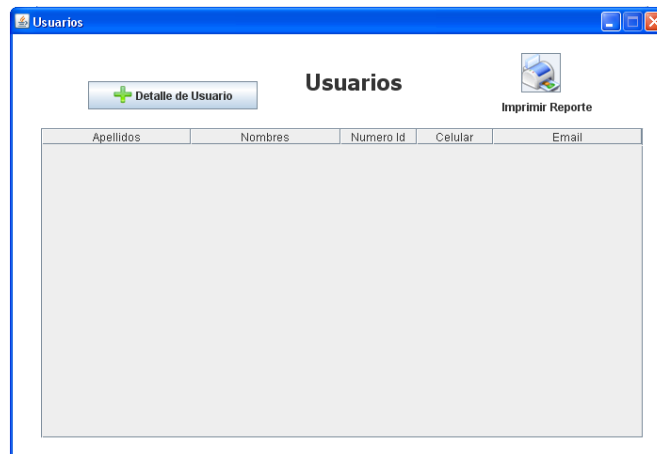 Usuarios
Usuarios
Detalle de Usuario
Imprimir Reporte
Apellidos Nombres Numero Id Celular Email